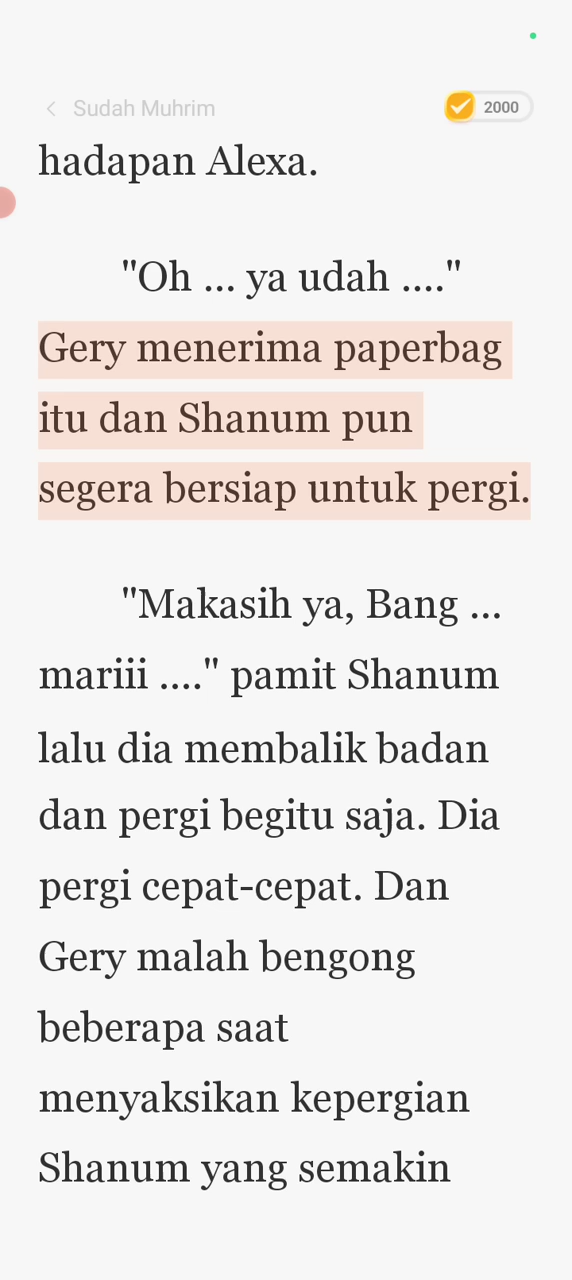 Sudah Muhrim
2000
hadapan Alexa.
"Oh ... ya udah ...."
Gery menerima paperbag
itu dan Shanum pun
segera bersiap untuk pergi.
"Makasih ya, Bang ...
mariii ...." pamit Shanum
lalu dia membalik badan
dan pergi begitu saja. Dia
pergi cepat-cepat. Dan
Gery malah bengong
beberapa saat
menyaksikan kepergian
Shanum yang semakin